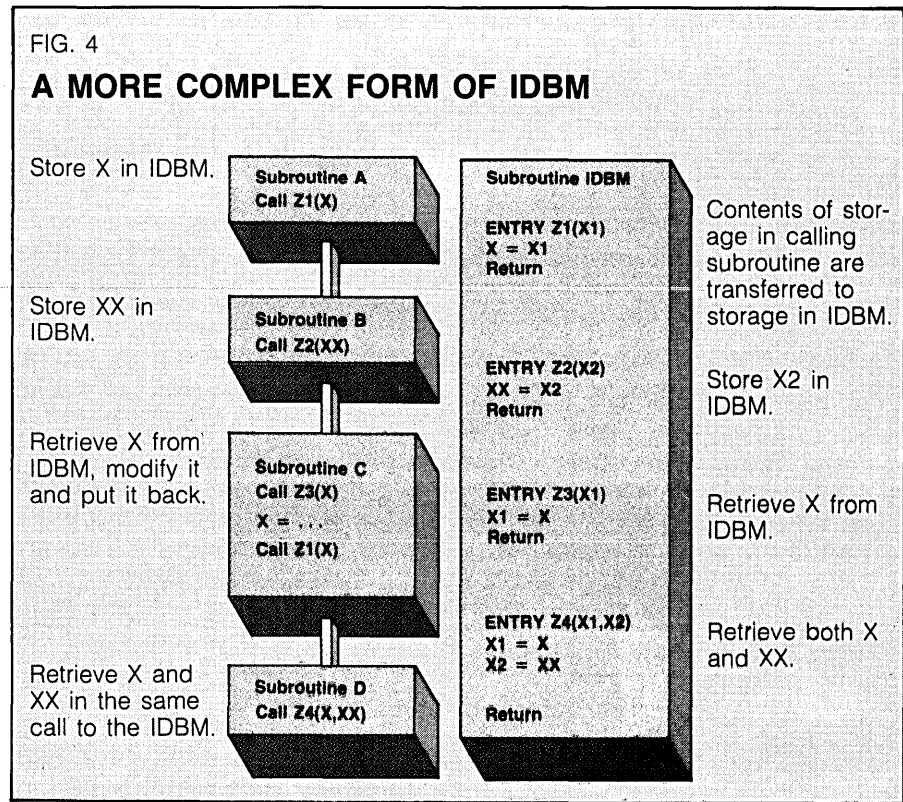 FIG. 4
A MORE COMPLEX FORM OF IDBM
Store X in IDBM.
Subroutine A
Call Z1(X)
Store XX in
IDBM.
Subroutine B
Call Z2(XX)
Retrieve X from
IDBM, modify it
and put it back.
Subroutine C
Call Z3(X)
X = ...
Call Z1(X)
Retrieve X and
XX in the same
call to the IDBM.
Subroutine D
Call Z4(X,XX)
Subroutine IDBM
ENTRY Z1(X1)
X = X1
Return
ENTRY Z2(X2)
XX = X2
Return
ENTRY Z3(X1)
X1 = X
Return
ENTRY Z4(X1,X2)
X1 = X
X2 = XX
Return
Contents of stor-
age in calling
subroutine are
transferred to
storage in IDBM.
Store X2 in
IDBM.
Retrieve X from
IDBM.
Retrieve both X
and XX.